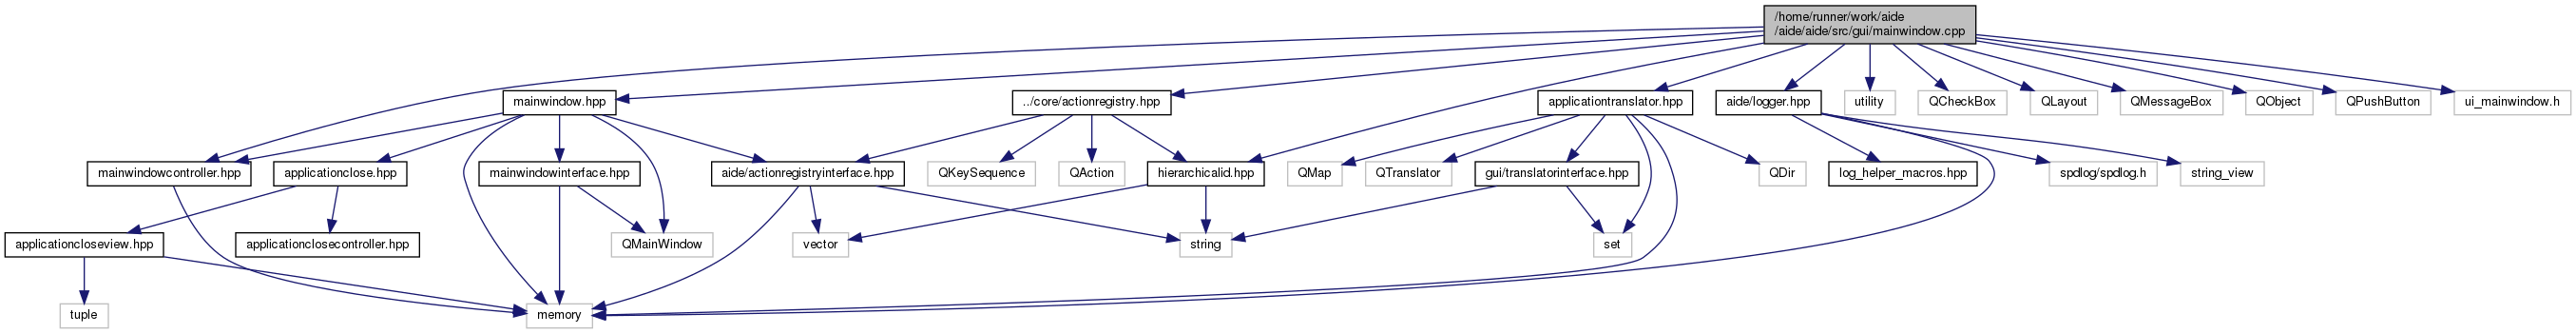 /home/runner/work/aide
/aide/aide/src/gui/mainwindow.cpp
mainwindow.hpp
../core/actionregistry.hpp
applicationtranslator.hpp
aide/logger.hpp
utility
QCheckBox
QLayout
QMessageBox
QObject
QPushButton
ui_mainwindow.h
mainwindowcontroller.hpp
applicationclose.hpp
mainwindowinterface.hpp
aide/actionregistryinterface.hpp
QKeySequence
QAction
hierarchicalid.hpp
QMap
QTranslator
gui/translatorinterface.hpp
QDir
log_helper_macros.hpp
spdlog/spdlog.h
string_view
applicationcloseview.hpp
applicationclosecontroller.hpp
QMainWindow
vector
string
set
tuple
memory